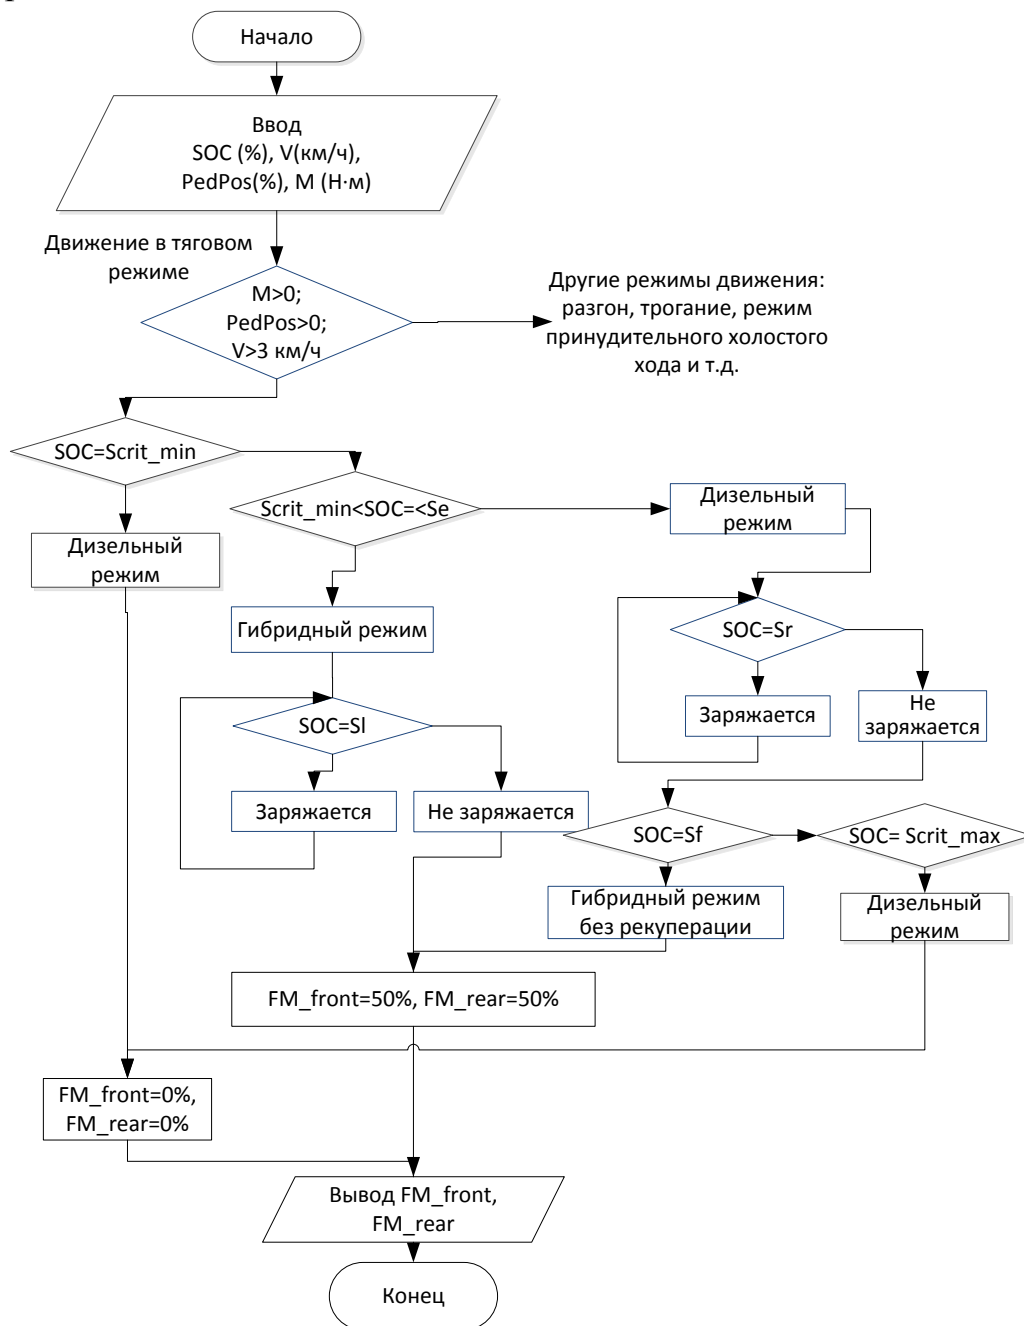 Начало
Ввод
SOC (%), V(км/ч),
PedPos(%), M (Н·м)
Движение в тяговом
режиме
M>0;
PedPos>0;
V>3 км/ч
Другие режимы движения:
разгон, трогание, режим
принудительного холостого
хода и т.д.
SOC=Scrit_min
Scrit_min<SOC=<Se
Дизельный
режим
Дизельный
режим
Гибридный режим
SOC=Sr
SOC=Sl
Заряжается
Не
заряжается
Заряжается
Не заряжается
SOC=Sf
SOC= Scrit_max
Гибридный режим
без рекуперации
Дизельный
режим
FM_front=50%, FM_rear=50%
FM_front=0%,
FM_rear=0%
Вывод FM_front,
FM_rear
Конец